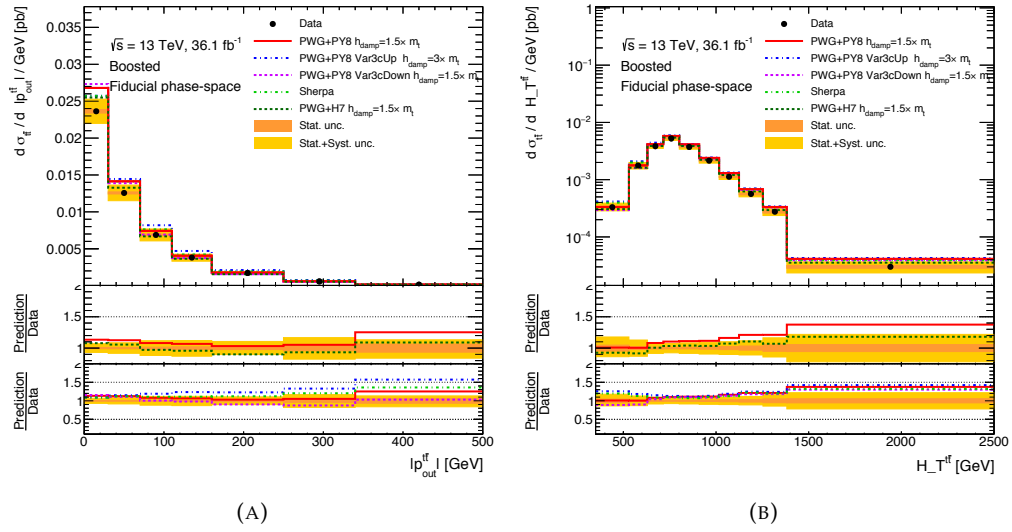 d σ_tt̄ / d |p_out^tt̄| / GeV [pb/]
0.035
0.03
0.025
0.02
0.015
0.01
0.005
√s = 13 TeV, 36.1 fb⁻¹
Boosted
Fiducial phase-space
Data
PWG+PY8 h_damp=1.5× m_t
PWG+PY8 Var3cUp h_damp=3× m_t
PWG+PY8 Var3cDown h_damp=1.5× m_t
Sherpa
PWG+H7 h_damp=1.5× m_t
Stat. unc.
Stat.+Syst. unc.
Prediction
Data
2
1.5
1
Prediction
Data
2
1.5
1
0.5
0 100 200 300 400 500
|p_out^tt̄| [GeV]
(A)
d σ_tt̄ / d H_T^tt̄ / GeV [pb/]
1
10⁻¹
10⁻²
10⁻³
10⁻⁴
√s = 13 TeV, 36.1 fb⁻¹
Boosted
Fiducial phase-space
Data
PWG+PY8 h_damp=1.5× m_t
PWG+PY8 Var3cUp h_damp=3× m_t
PWG+PY8 Var3cDown h_damp=1.5× m_t
Sherpa
PWG+H7 h_damp=1.5× m_t
Stat. unc.
Stat.+Syst. unc.
Prediction
Data
2
1.5
1
Prediction
Data
2
1.5
1
0.5
500 1000 1500 2000 2500
H_T^tt̄ [GeV]
(B)